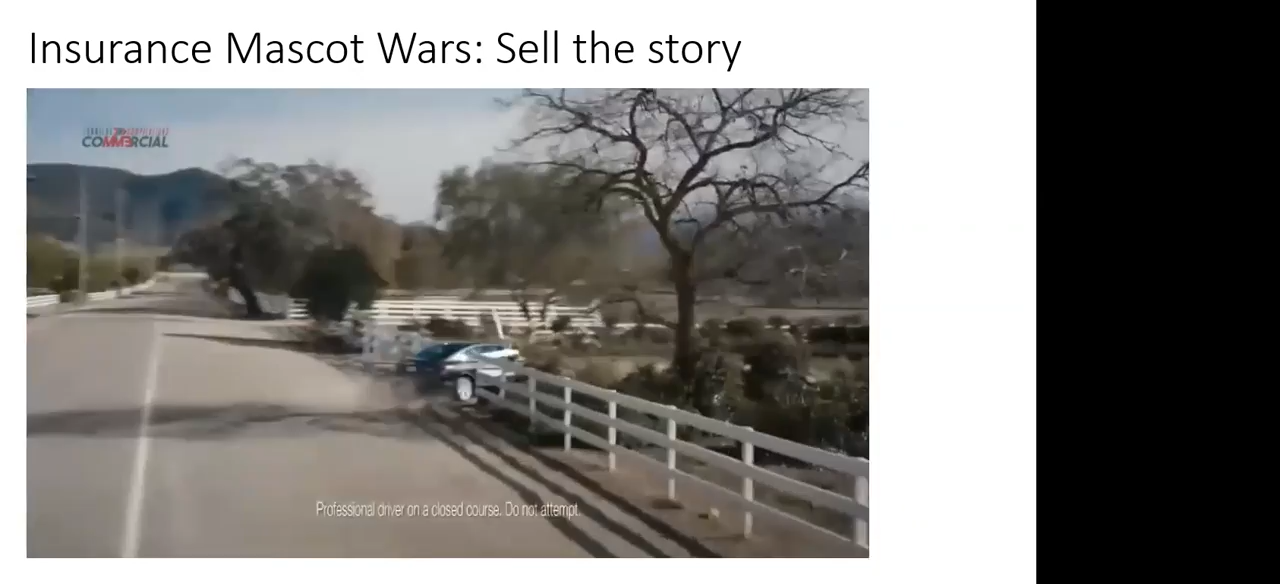 Insurance Mascot Wars: Sell the story
COMMERCIAL
Professional driver on a closed course. Do not attempt.